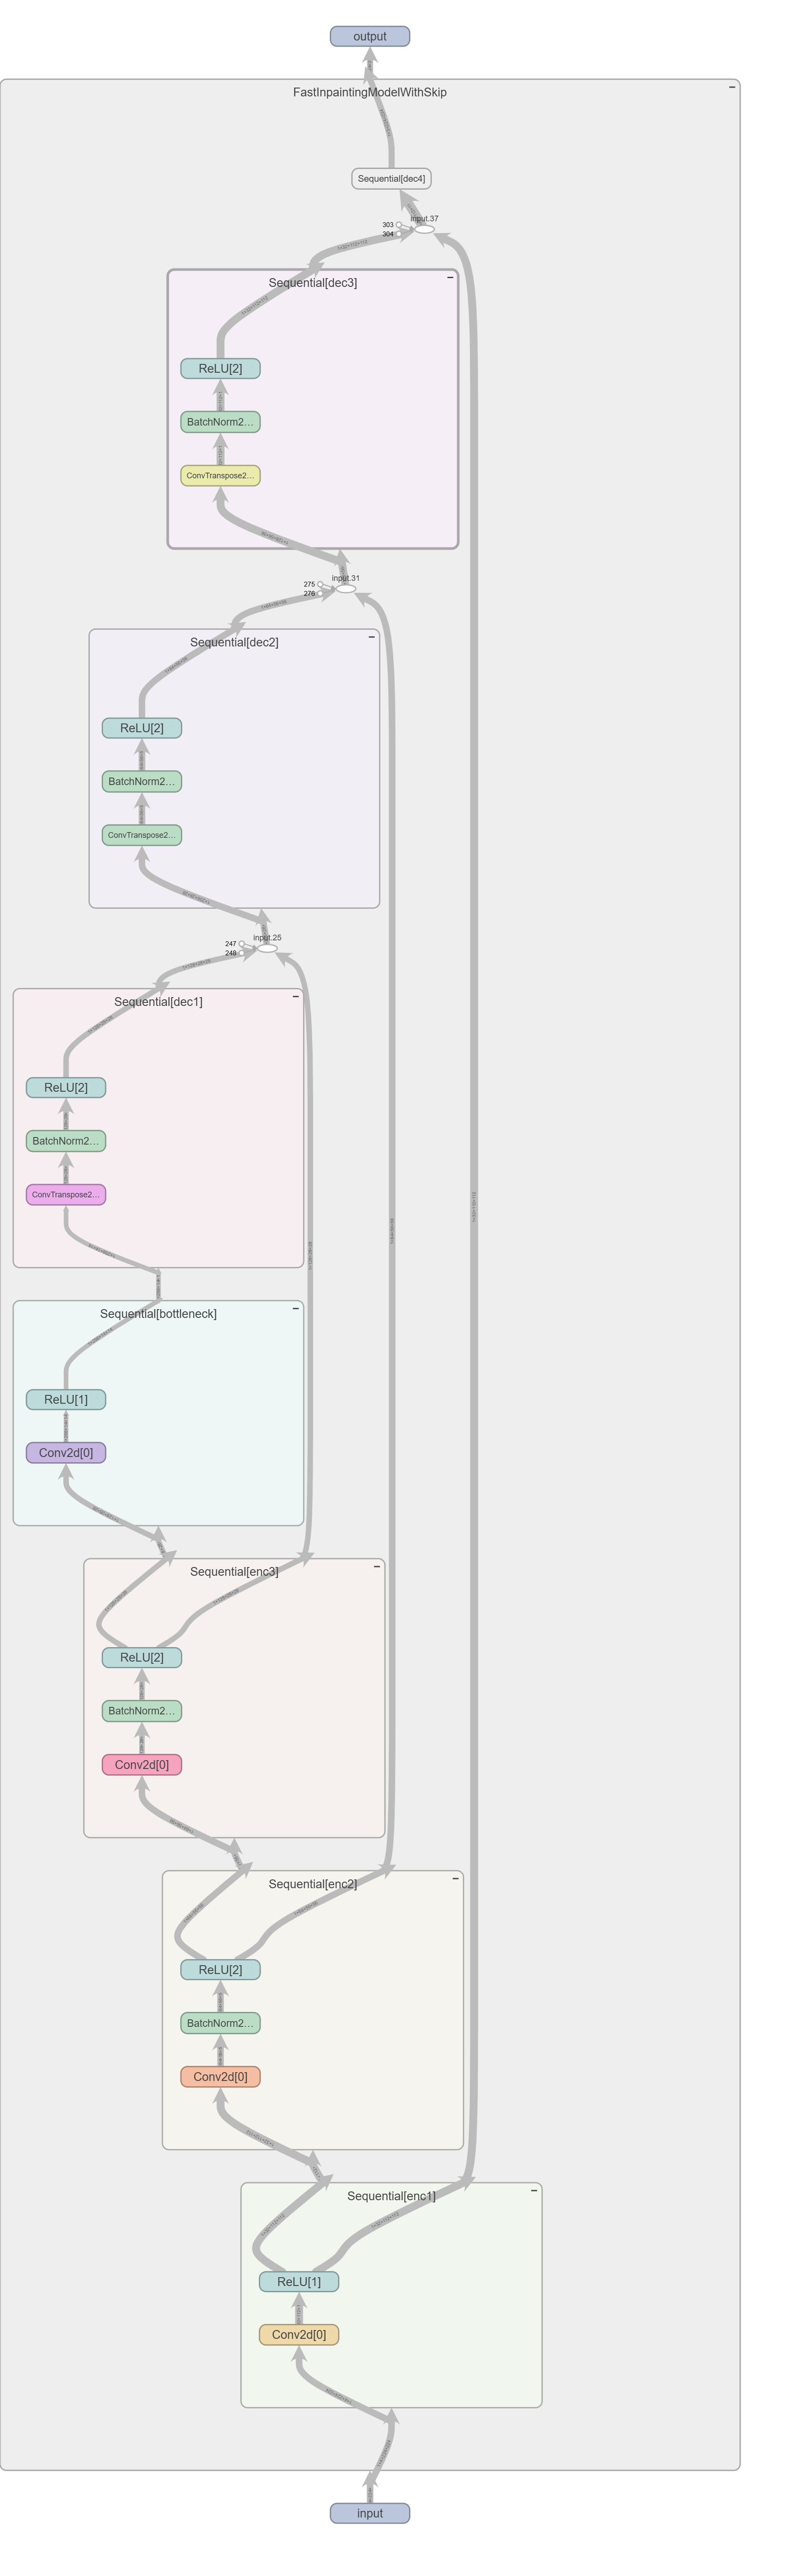 output
FastInpaintingModelWithSkip
Sequential[dec4]
input.37
303
304
Sequential[dec3]
ReLU[2]
BatchNorm2...
ConvTranspose2...
input.31
275
276
Sequential[dec2]
ReLU[2]
BatchNorm2...
ConvTranspose2...
input.25
247
248
Sequential[dec1]
ReLU[2]
BatchNorm2...
ConvTranspose2...
Sequential[bottleneck]
ReLU[1]
Conv2d[0]
Sequential[enc3]
ReLU[2]
BatchNorm2...
Conv2d[0]
Sequential[enc2]
ReLU[2]
BatchNorm2...
Conv2d[0]
Sequential[enc1]
ReLU[1]
Conv2d[0]
input